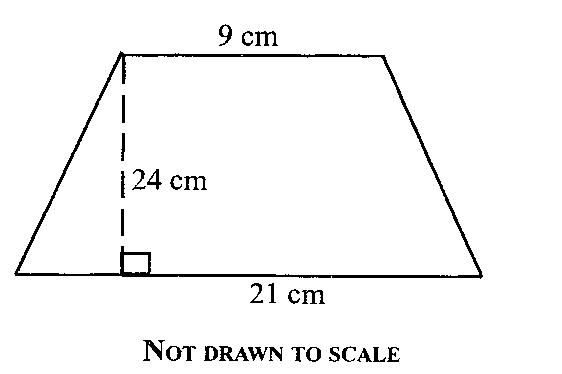 9 cm
24 cm
21 cm
NOT DRAWN TO SCALE